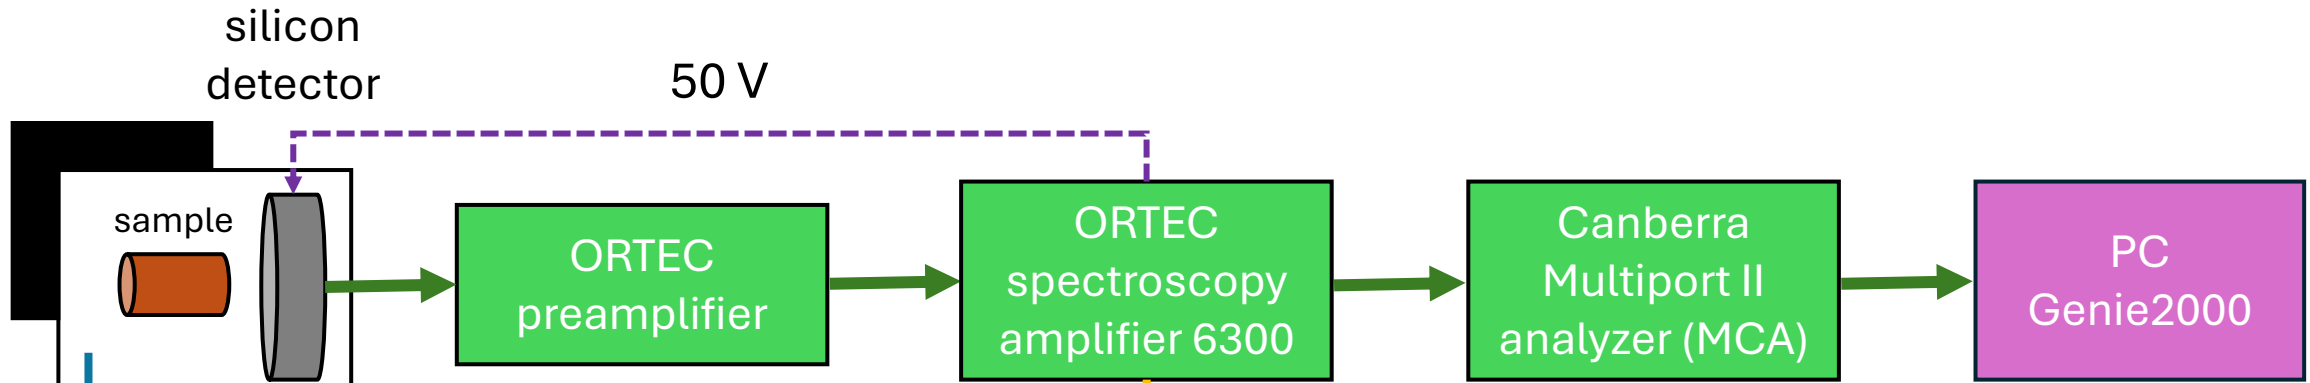 silicon
detector
50 V
sample
ORTEC
preamplifier
ORTEC
spectroscopy
amplifier 6300
Canberra
Multiport II
analyzer (MCA)
PC
Genie2000